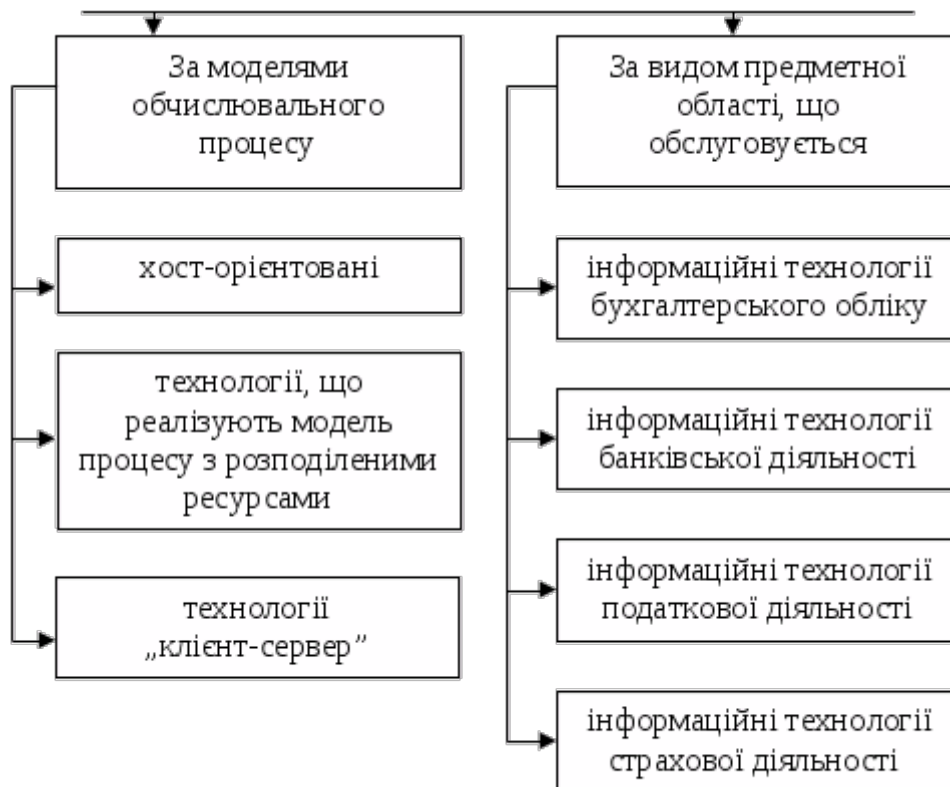 За моделями
обчислювального
процесу
хост-орієнтовані
технології, що
реалізують модель
процесу з розподіленими
ресурсами
технології
„клієнт-сервер”
За видом предметної
області, що
обслуговується
інформаційні технології
бухгалтерського обліку
інформаційні технології
банківської діяльності
інформаційні технології
податкової діяльності
інформаційні технології
страхової діяльності